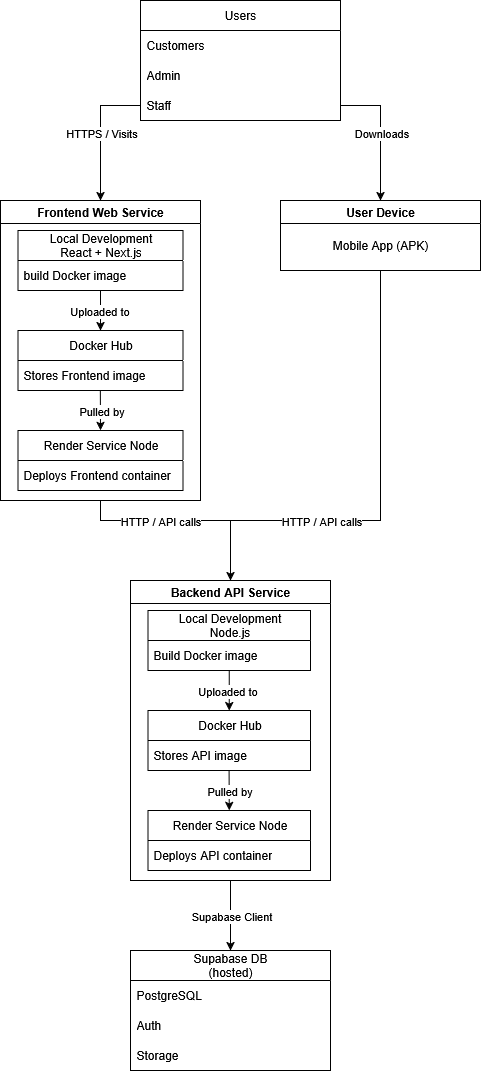 Users
Customers
Admin
Staff
HTTPS / Visits
Downloads
Frontend Web Service
Local Development
React + Next.js
build Docker image
Uploaded to
Docker Hub
Stores Frontend image
Pulled by
Render Service Node
Deploys Frontend container
User Device
Mobile App (APK)
HTTP / API calls
HTTP / API calls
Backend API Service
Local Development
Node.js
Build Docker image
Uploaded to
Docker Hub
Stores API image
Pulled by
Render Service Node
Deploys API container
Supabase Client
Supabase DB
(hosted)
PostgreSQL
Auth
Storage